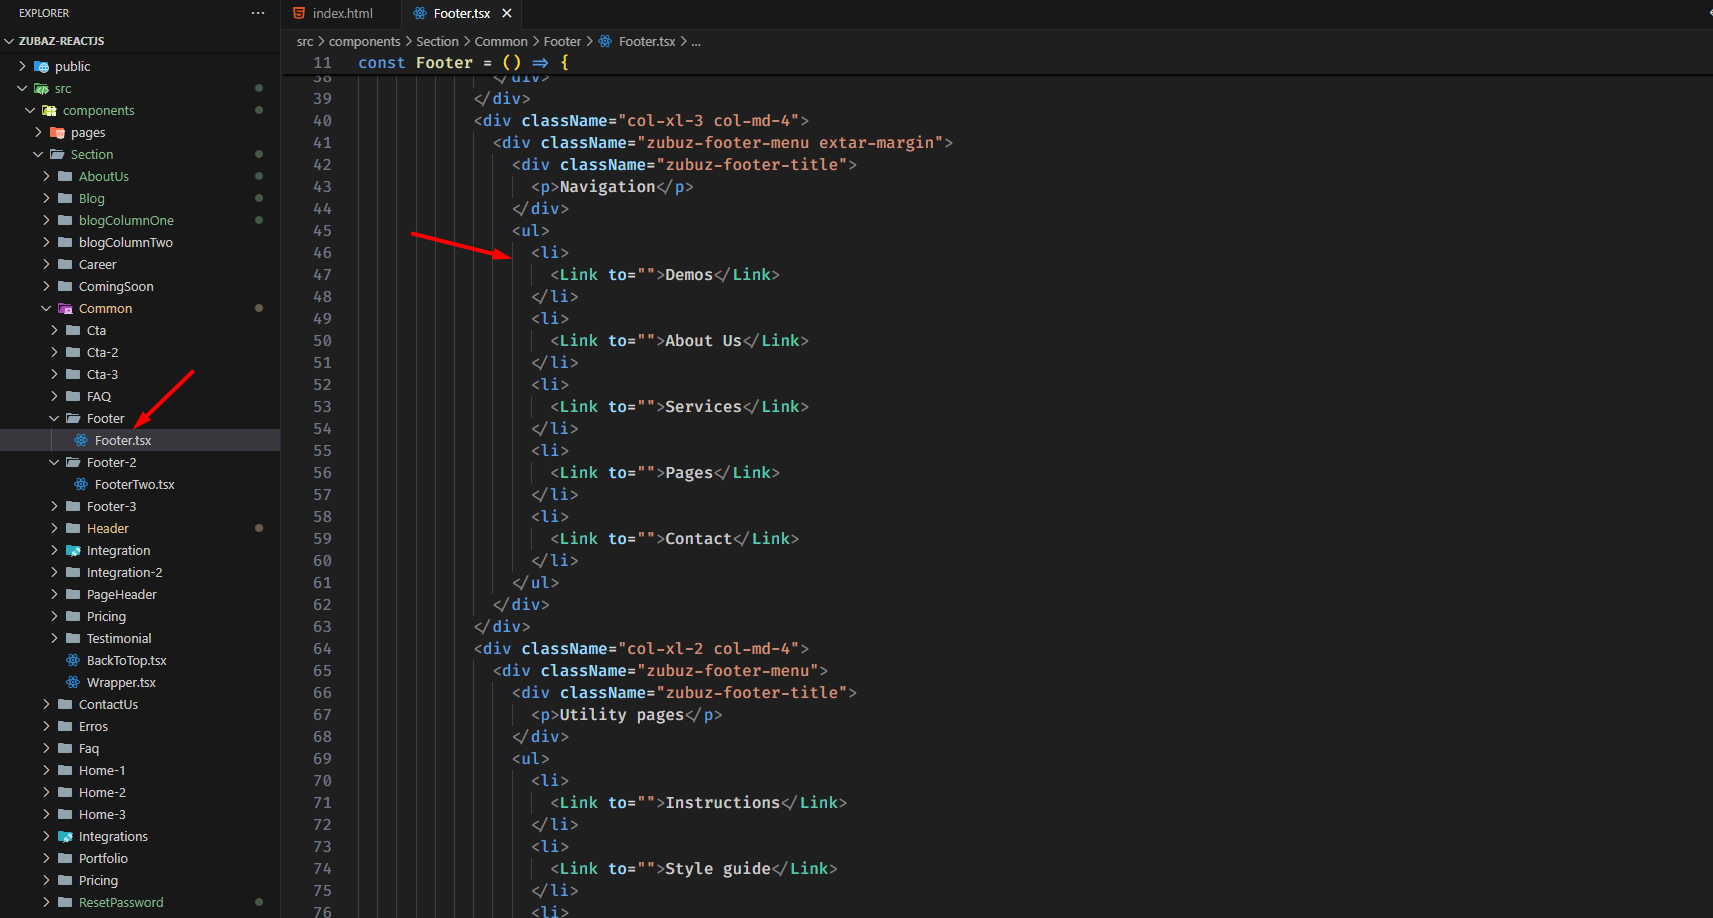 EXPLORER
ZUBAZ-REACTJS
public
src
components
pages
Section
AboutUs
Blog
blogColumnOne
blogColumnTwo
Career
ComingSoon
Common
Cta
Cta-2
Cta-3
FAQ
Footer
Footer.tsx
Footer-2
FooterTwo.tsx
Footer-3
Header
Integration
Integration-2
PageHeader
Pricing
Testimonial
BackToTop.tsx
Wrapper.tsx
ContactUs
Erros
Faq
Home-1
Home-2
Home-3
Integrations
Portfolio
Pricing
ResetPassword
index.html
Footer.tsx
src > components > Section > Common > Footer > Footer.tsx > ...
11 const Footer = () => {
38 </div>
39 </div>
40 <div className="col-xl-3 col-md-4">
41 <div className="zubuz-footer-menu extar-margin">
42 <div className="zubuz-footer-title">
43 <p>Navigation</p>
44 </div>
45 <ul>
46 <li>
47 <Link to="">Demos</Link>
48 </li>
49 <li>
50 <Link to="">About Us</Link>
51 </li>
52 <li>
53 <Link to="">Services</Link>
54 </li>
55 <li>
56 <Link to="">Pages</Link>
57 </li>
58 <li>
59 <Link to="">Contact</Link>
60 </li>
61 </ul>
62 </div>
63 </div>
64 <div className="col-xl-2 col-md-4">
65 <div className="zubuz-footer-menu">
66 <div className="zubuz-footer-title">
67 <p>Utility pages</p>
68 </div>
69 <ul>
70 <li>
71 <Link to="">Instructions</Link>
72 </li>
73 <li>
74 <Link to="">Style guide</Link>
75 </li>
76 <li>